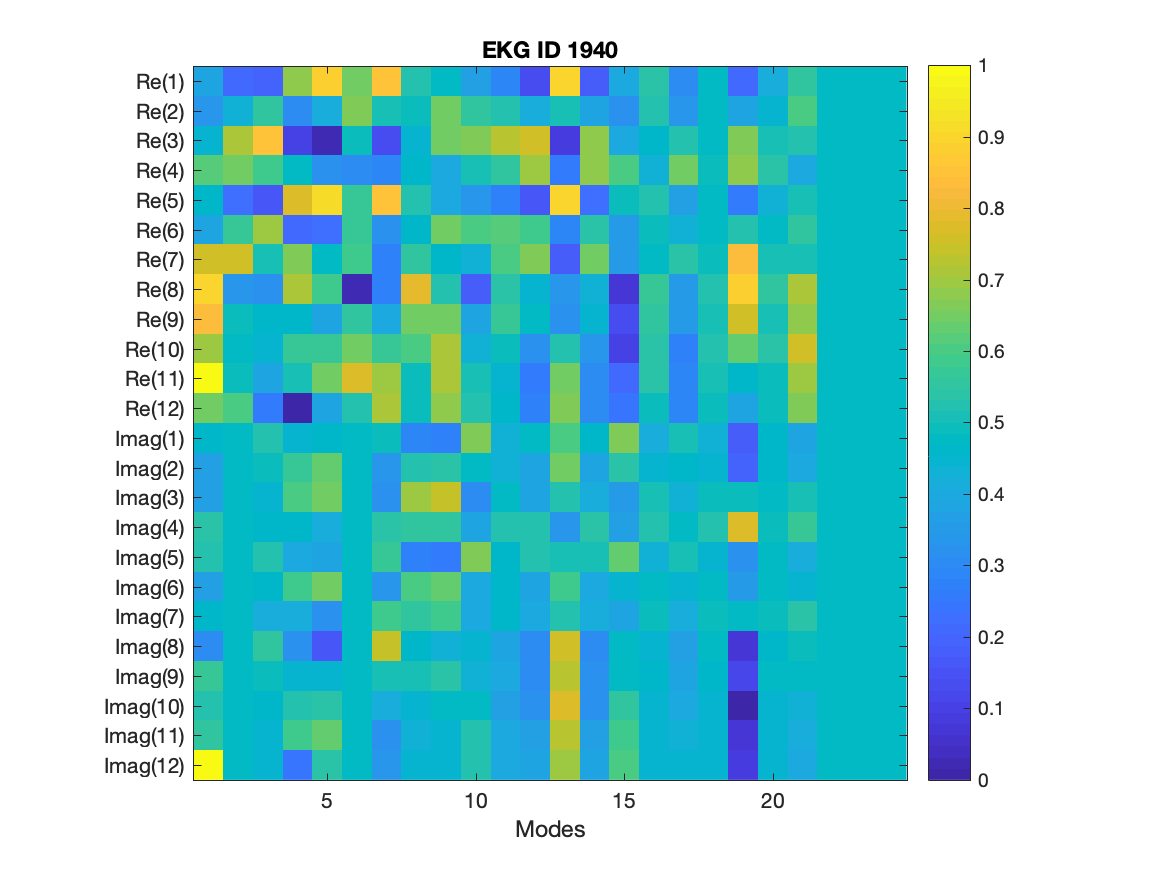 EKG ID 1940
Re(1)
Re(2)
Re(3)
Re(4)
Re(5)
Re(6)
Re(7)
Re(8)
Re(9)
Re(10)
Re(11)
Re(12)
Imag(1)
Imag(2)
Imag(3)
Imag(4)
Imag(5)
Imag(6)
Imag(7)
Imag(8)
Imag(9)
Imag(10)
Imag(11)
Imag(12)
5 10 15 20
Modes
1
0.9
0.8
0.7
0.6
0.5
0.4
0.3
0.2
0.1
0